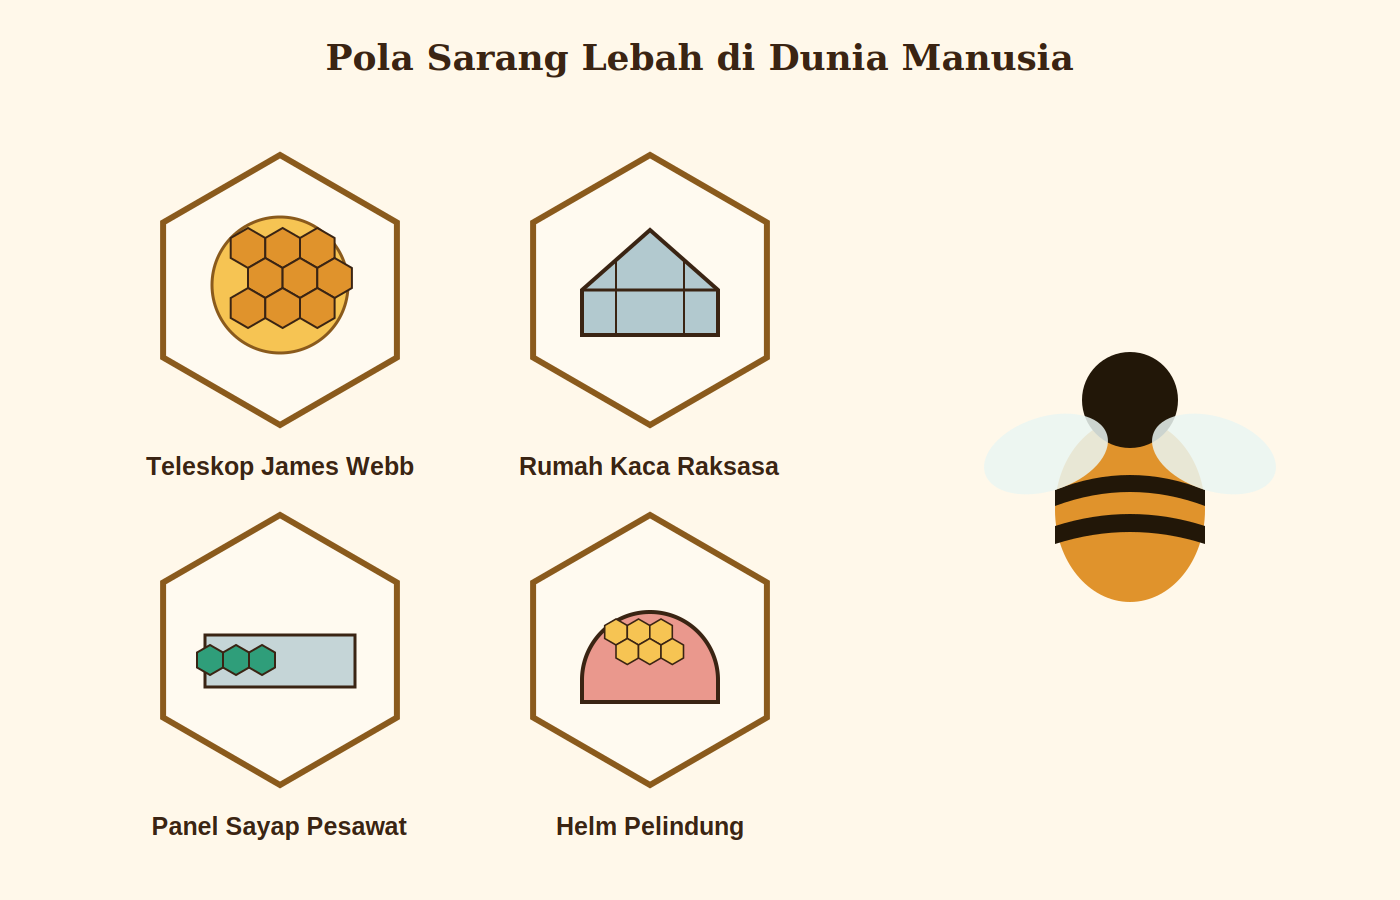 Pola Sarang Lebah di Dunia Manusia
Teleskop James Webb
Rumah Kaca Raksasa
Panel Sayap Pesawat
Helm Pelindung